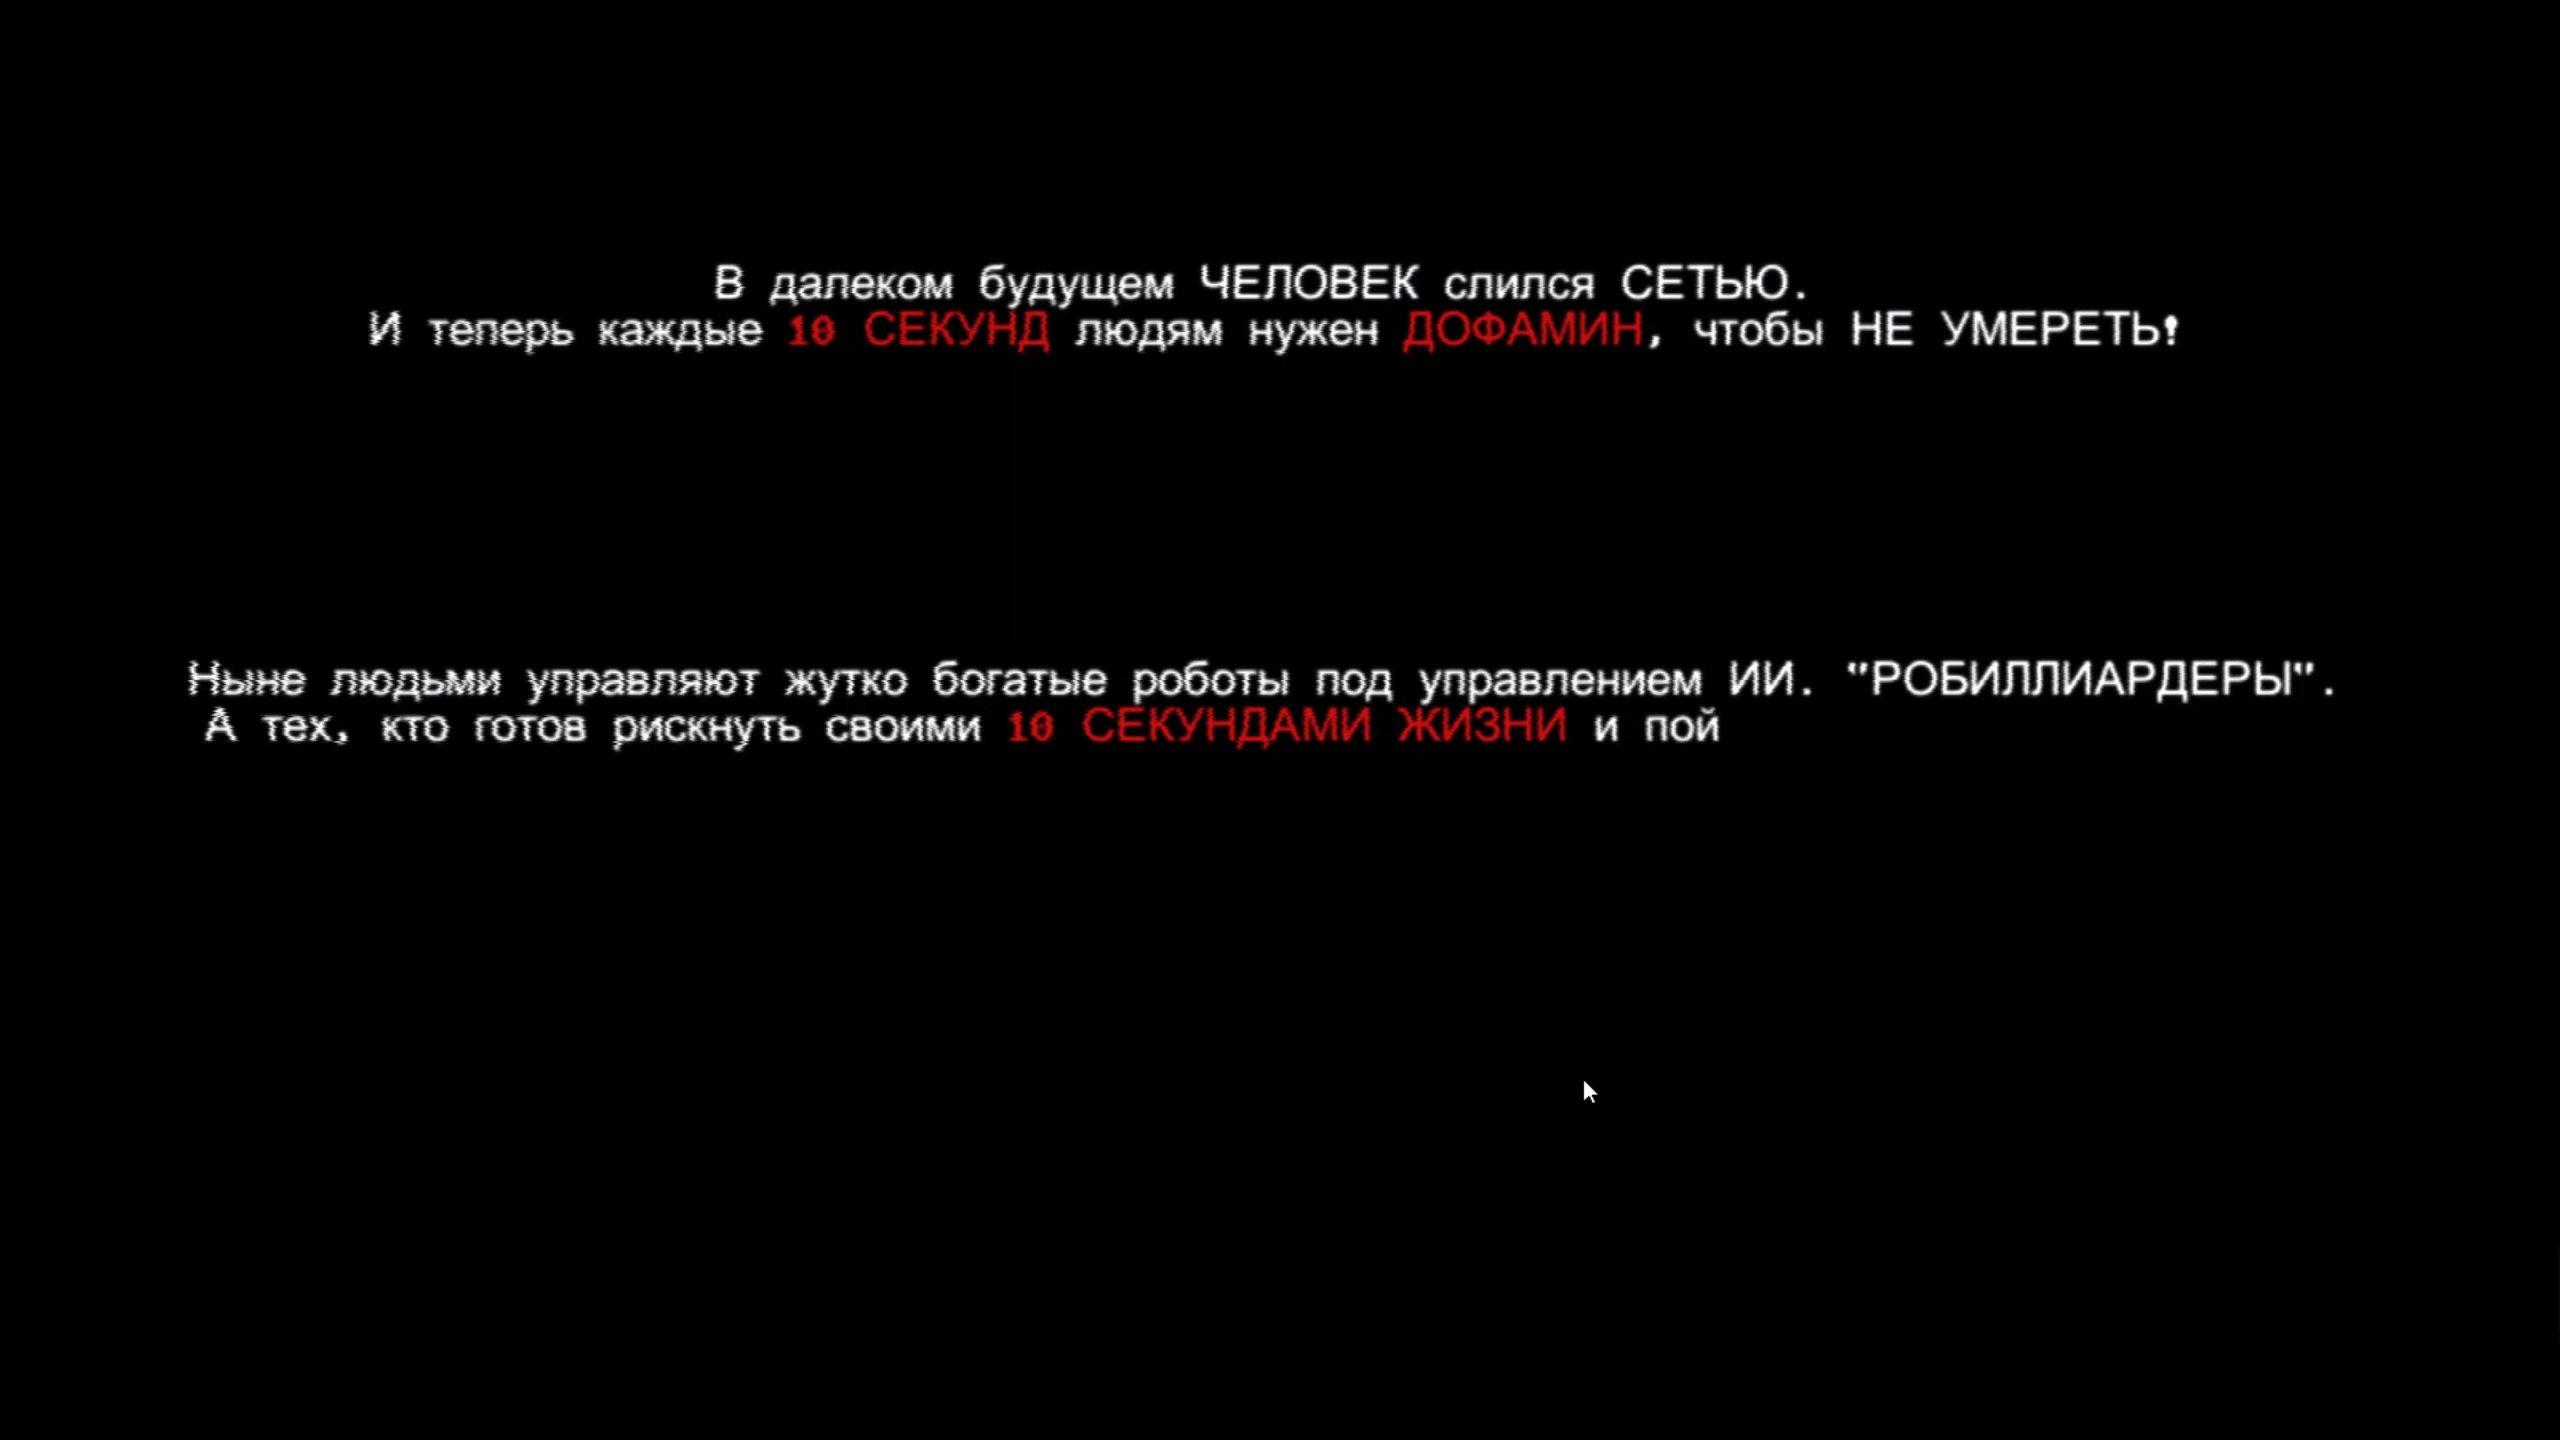 В далеком будущем ЧЕЛОВЕК слился СЕТЬЮ.
И теперь каждые 10 СЕКУНД людям нужен ДОФАМИН, чтобы НЕ УМЕРЕТЬ!
Ныне людьми управляют жутко богатые роботы под управлением ИИ. "РОБИЛЛИАРДЕРЫ".
А тех, кто готов рискнуть своими 10 СЕКУНДАМИ ЖИЗНИ и пой